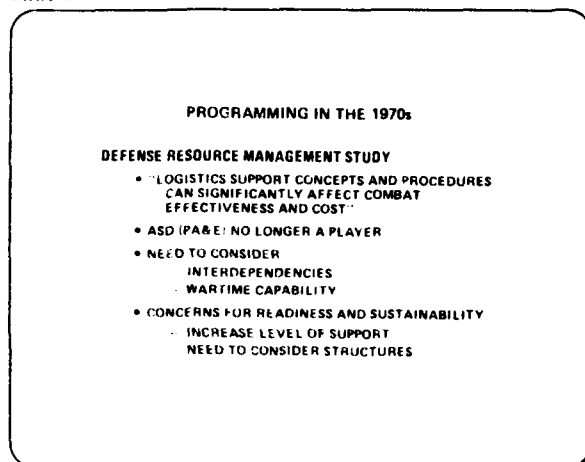 PROGRAMMING IN THE 1970s
DEFENSE RESOURCE MANAGEMENT STUDY
• "LOGISTICS SUPPORT CONCEPTS AND PROCEDURES
CAN SIGNIFICANTLY AFFECT COMBAT
EFFECTIVENESS AND COST"
• ASD (PA&E) NO LONGER A PLAYER
• NEED TO CONSIDER
INTERDEPENDENCIES
- WARTIME CAPABILITY
• CONCERNS FOR READINESS AND SUSTAINABILITY
- INCREASE LEVEL OF SUPPORT
NEED TO CONSIDER STRUCTURES